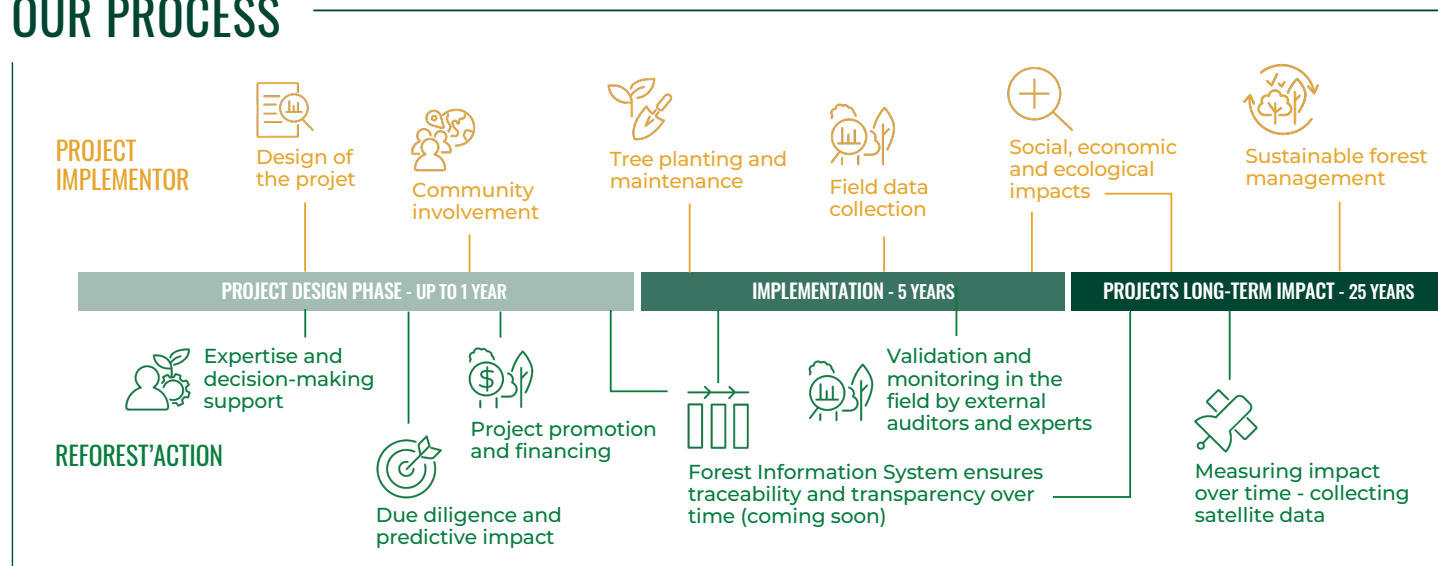 OUR PROCESS
PROJECT
IMPLEMENTOR
Design of
the projet
Community
involvement
Tree planting and
maintenance
Field data
collection
Social, economic
and ecological
impacts
Sustainable forest
management
PROJECT DESIGN PHASE - UP TO 1 YEAR
IMPLEMENTATION - 5 YEARS
PROJECTS LONG-TERM IMPACT - 25 YEARS
REFOREST'ACTION
Expertise and
decision-making
support
Due diligence and
predictive impact
$
Project promotion
and financing
Forest Information System ensures
traceability and transparency over
time (coming soon)
Validation and
monitoring in the
field by external
auditors and experts
Measuring impact
over time - collecting
satellite data